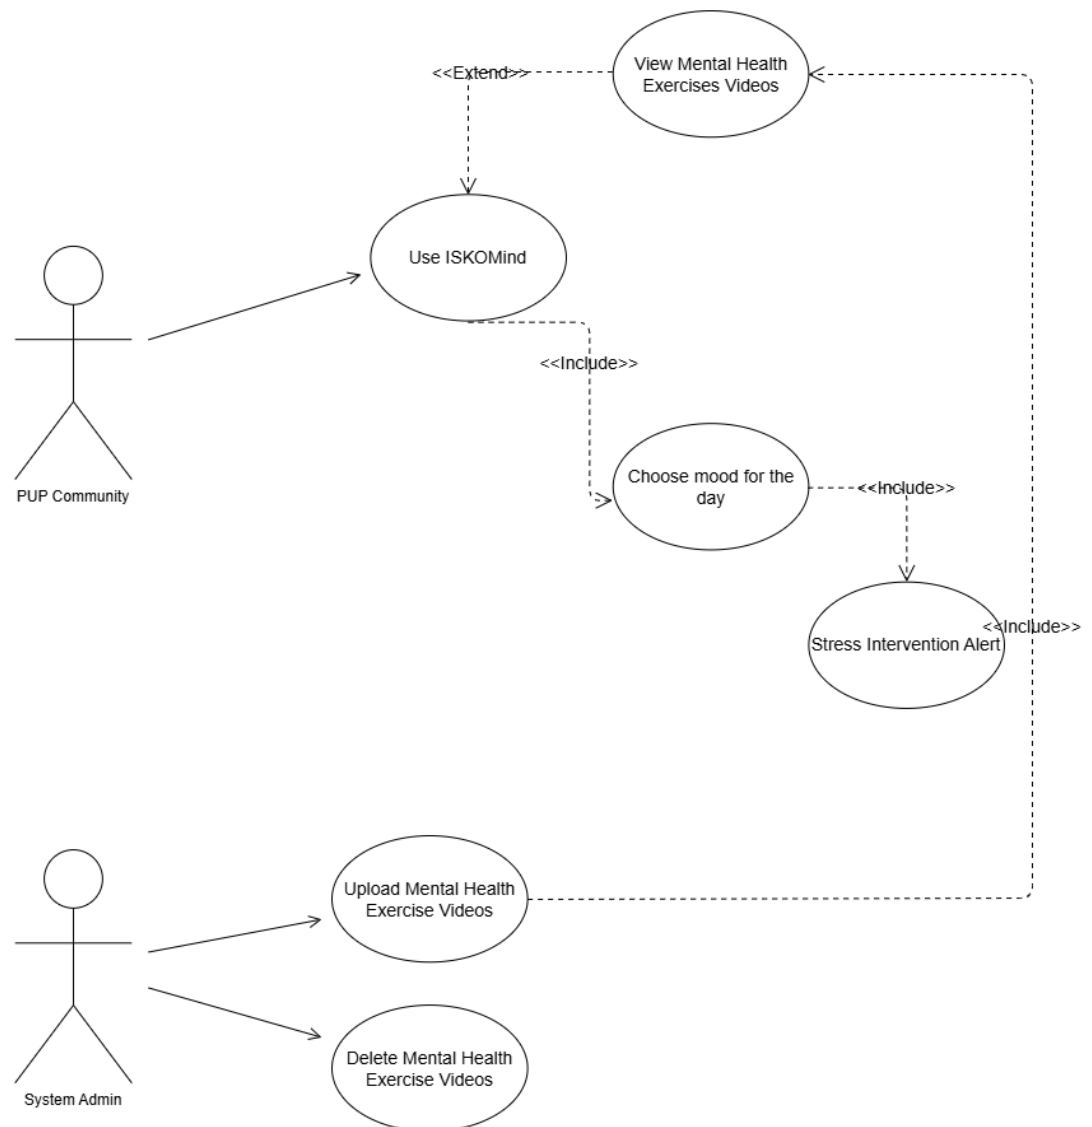 View Mental Health
Exercises Videos
<<Extend>>
Use ISKOMind
<<Include>>
PUP Community
Choose mood for the
day
<<Include>>
Stress Intervention Alert
<<Include>>
Upload Mental Health
Exercise Videos
Delete Mental Health
Exercise Videos
System Admin